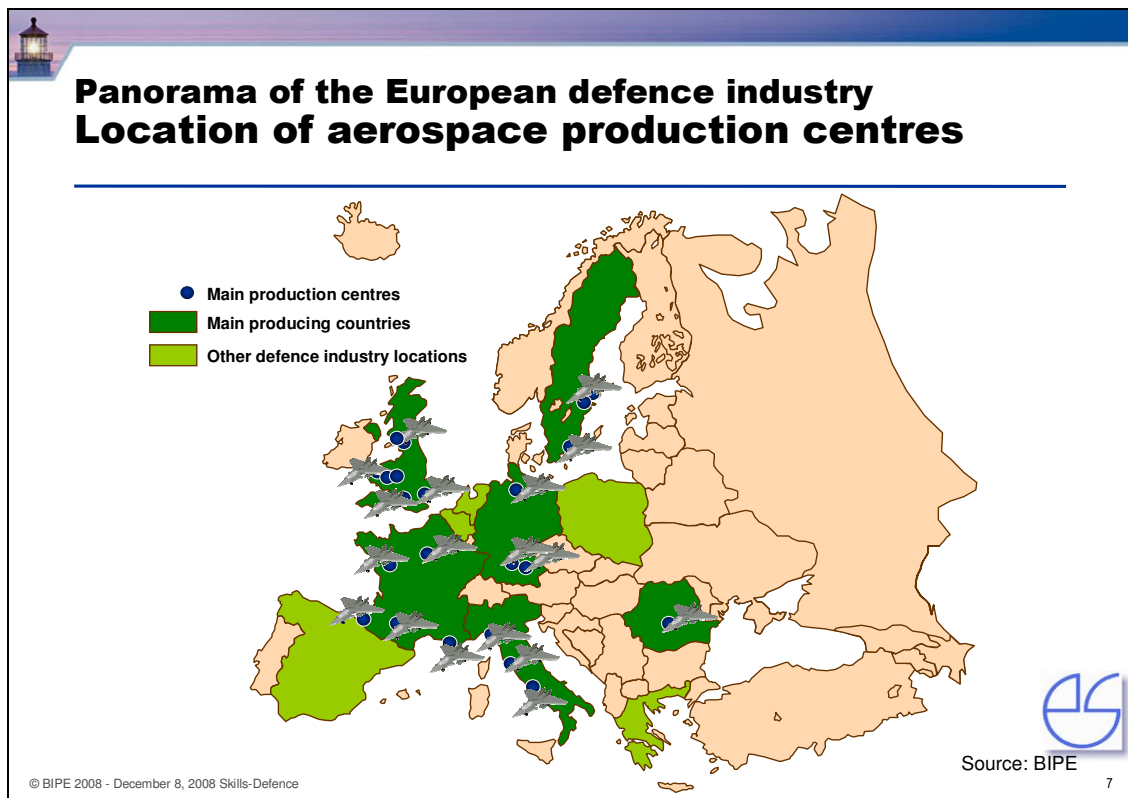 Panorama of the European defence industry
Location of aerospace production centres
Main production centres
Main producing countries
Other defence industry locations
es
Source: BIPE
© BIPE 2008 - December 8, 2008 Skills-Defence
7